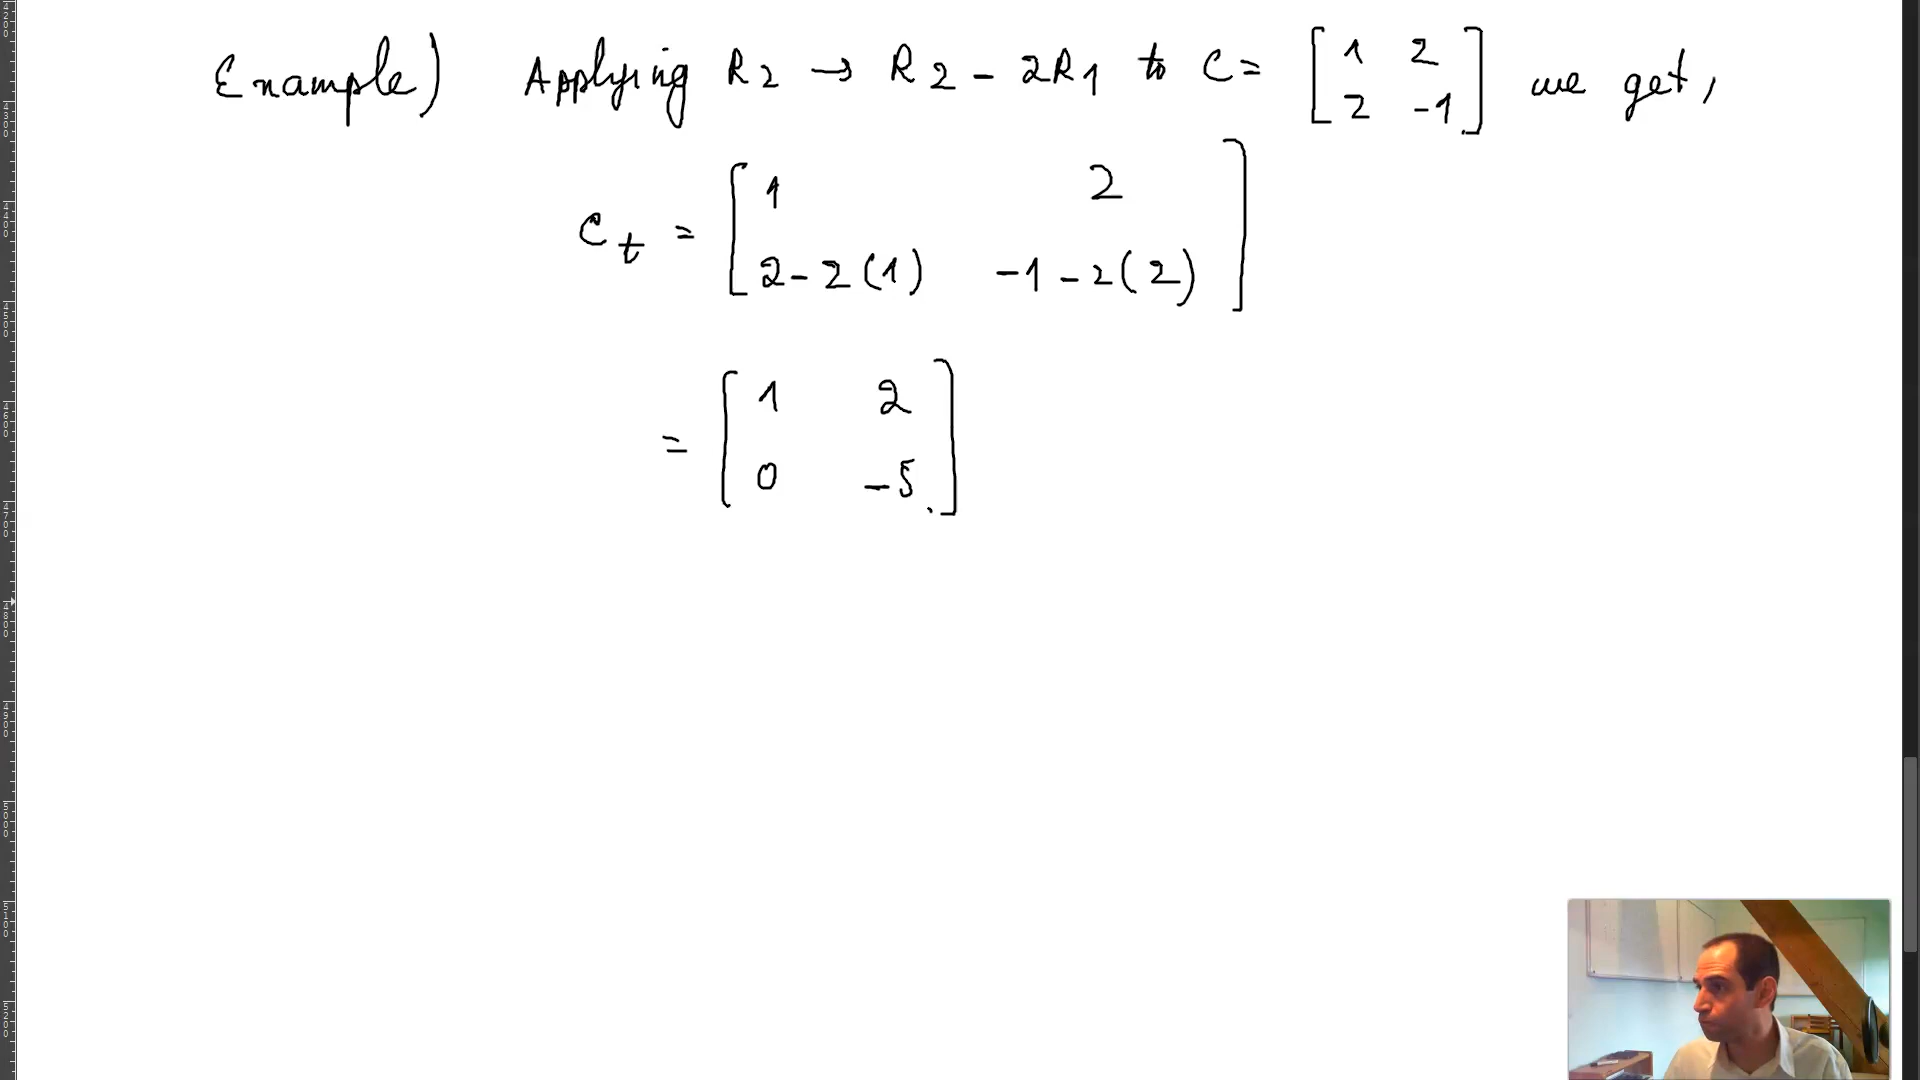 Example) Applying R2 → R2 - 2R1 to C = [1 2; 2 -1] we get,
Ct = [1 2; 2-2(1) -1-2(2)]
= [1 2; 0 -5]